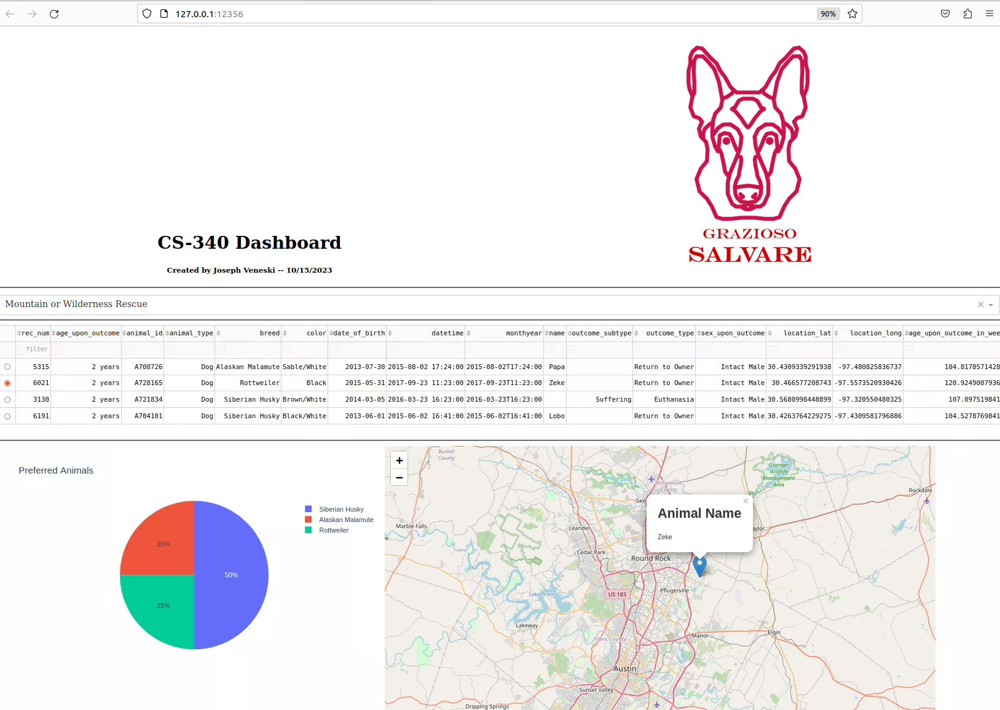 127.0.0.1:12356
90%
GRAZIOSO
SALVARE
CS-340 Dashboard
Created by Joseph Veneski -- 10/15/2023
Mountain or Wilderness Rescue
rec_num age_upon_outcome animal_id animal_type breed color date_of_birth datetime monthyear name outcome_subtype outcome_type sex_upon_outcome location_lat location_long age_upon_outcome_in_wee
filter
5315 2 years A708726 Dog Alaskan Malamute Sable/White 2013-07-30 2015-08-02 17:24:00 2015-08-02T17:24:00 Papa Return to Owner Intact Male 30.4309339291938 -97.480825836737 104.8178571428
6021 2 years A728165 Dog Rottweiler Black 2015-05-31 2017-09-23 11:23:00 2017-09-23T11:23:00 Zeke Return to Owner Intact Male 30.466577208743 -97.5573520930426 120.9249007936
3130 2 years A721834 Dog Siberian Husky Brown/White 2014-03-05 2016-03-23 16:23:00 2016-03-23T16:23:00 Suffering Euthanasia Intact Male 30.5680998448899 -97.320550480325 107.097519841
6191 2 years A704101 Dog Siberian Husky Black/White 2013-06-01 2015-06-02 16:41:00 2015-06-02T16:41:00 Lobo Return to Owner Intact Male 30.4263764229275 -97.4309581796886 104.5278769841
Preferred Animals
Siberian Husky
Alaskan Malamute
Rottweiler
25%
50%
25%
+
−
Burnet
County
Granger
Wildlife
Management
Area
Williamson
County
Rockdale
Geo
Animal Name
Zeke
Marble Falls
Leander
aylor
Cedar Park
Round Rock
Pflugerville
US 183
Lake Travis
Lakeway
Manor
Elgin
Travis County
Austin
Sunset Valley
Dripping Springs